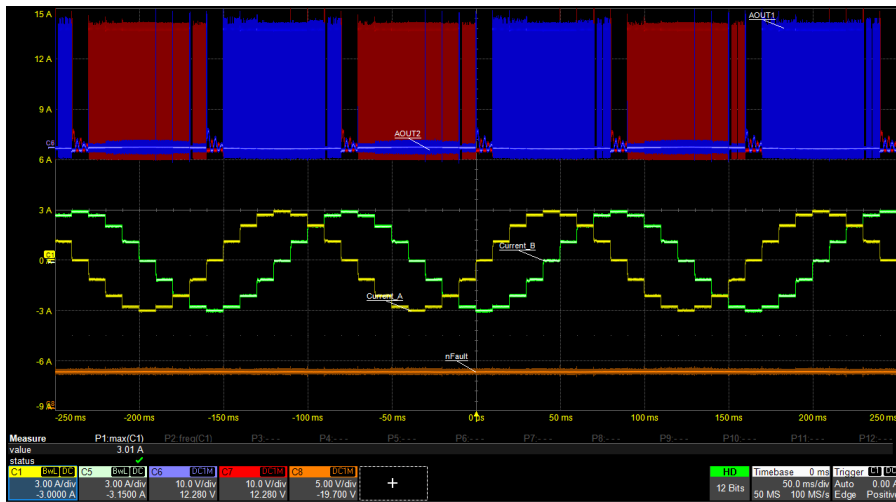 15 A
AOUT1
12 A
9 A
C6
AOUT2
6 A
3 A
C1
0 A
Current_B
Current_A
-3 A
nFault
-6 A
C8
-9 A
-250 ms -200 ms -150 ms -100 ms -50 ms 0 s 50 ms 100 ms 150 ms 200 ms 250 ms
Measure P1:max(C1) P2:freq(C1) P3:- - - P4:- - - P5:- - - P6:- - - P7:- - - P8:- - - P9:- - - P10:- - - P11:- - - P12:- - -
value 3.01 A
status
C1 BwL DC C5 BwL DC C6 DC1M C7 DC1M C8 DC1M HD Timebase 0 ms Trigger C1 DC
3.00 A/div 3.00 A/div 10.0 V/div 10.0 V/div 5.00 V/div + 50.0 ms/div Auto
-3.0000 A -3.1500 A 12.280 V 12.280 V -19.700 V 12 Bits 50 MS 100 MS/s Edge